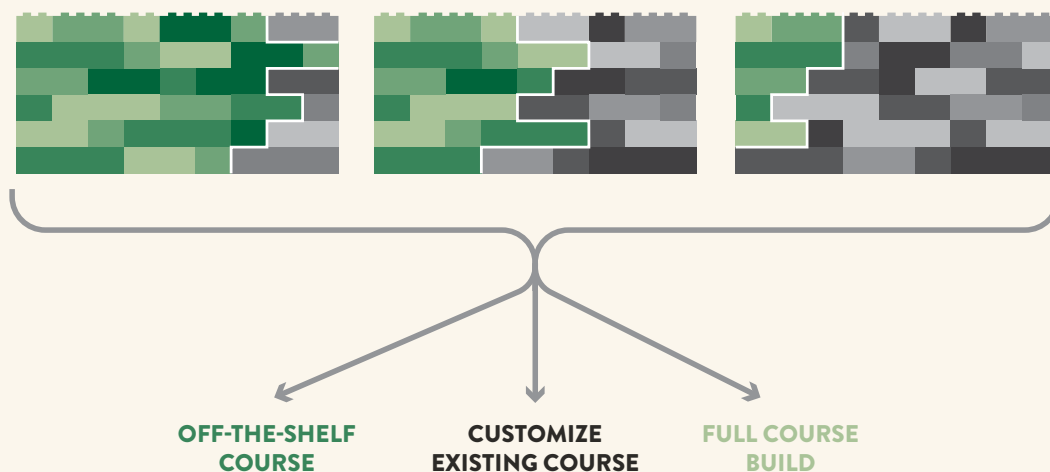 OFF-THE-SHELF
COURSE
CUSTOMIZE
EXISTING COURSE
FULL COURSE
BUILD